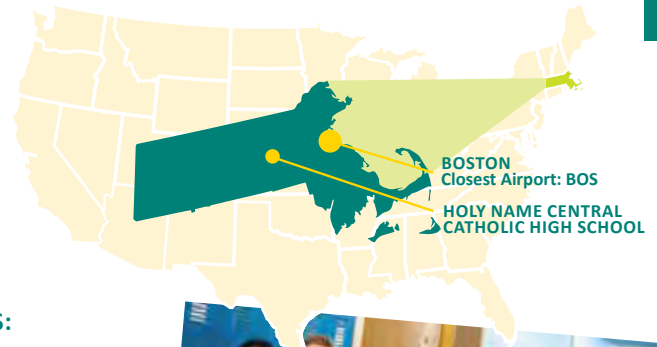 BOSTON
Closest Airport: BOS
HOLY NAME CENTRAL
CATHOLIC HIGH SCHOOL
S: